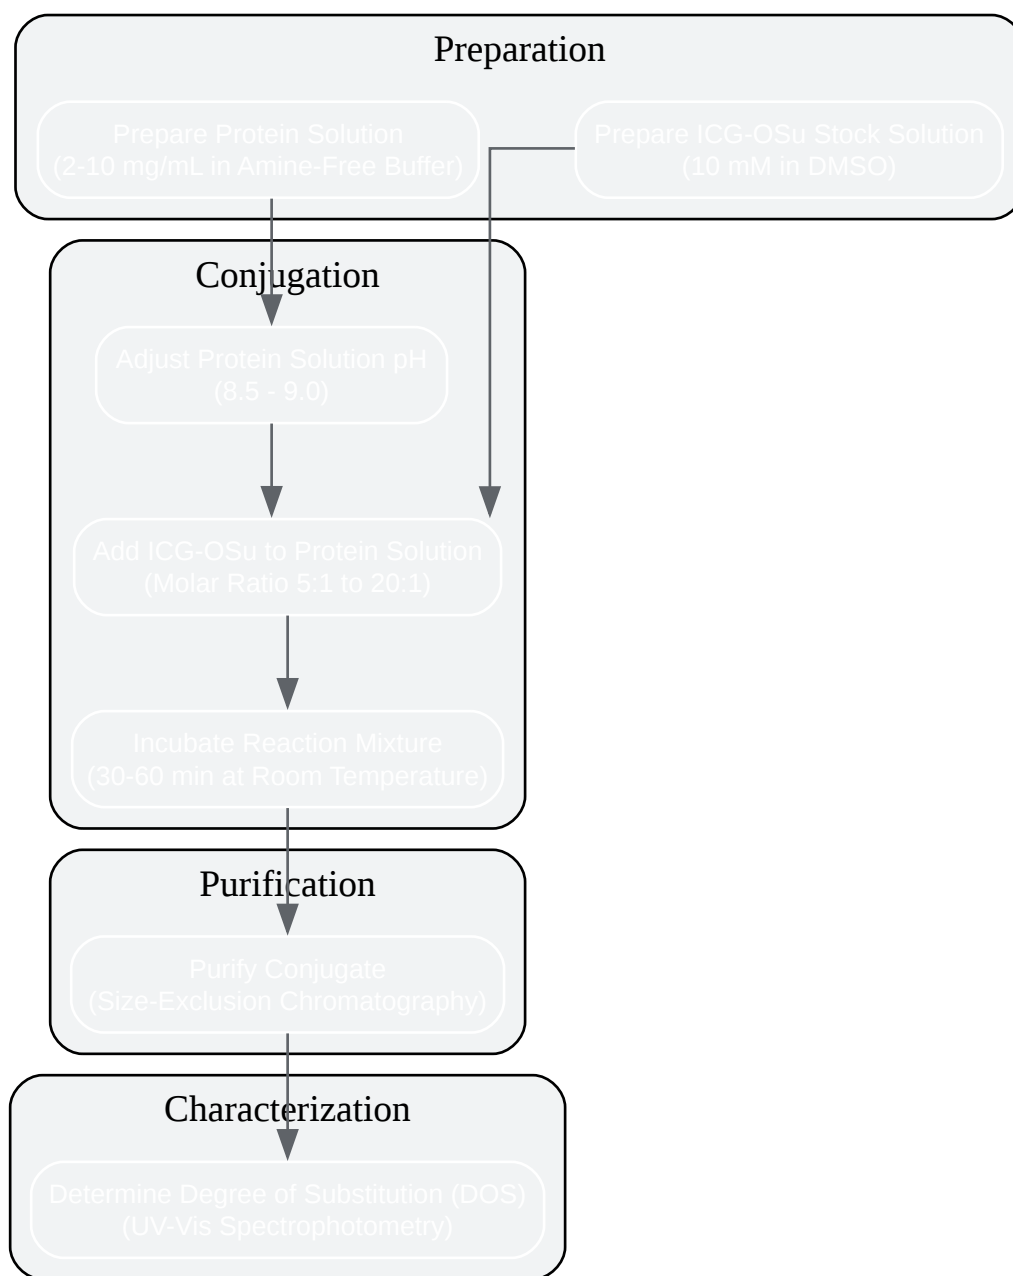 Preparation
Prepare Protein Solution
(2-10 mg/mL in Amine-Free Buffer)
Prepare ICG-OSu Stock Solution
(10 mM in DMSO)
Conjugation
Adjust Protein Solution pH
(8.5 - 9.0)
Add ICG-OSu to Protein Solution
(Molar Ratio 5:1 to 20:1)
Incubate Reaction Mixture
(30-60 min at Room Temperature)
Purification
Purify Conjugate
(Size-Exclusion Chromatography)
Characterization
Determine Degree of Substitution (DOS)
(UV-Vis Spectrophotometry)